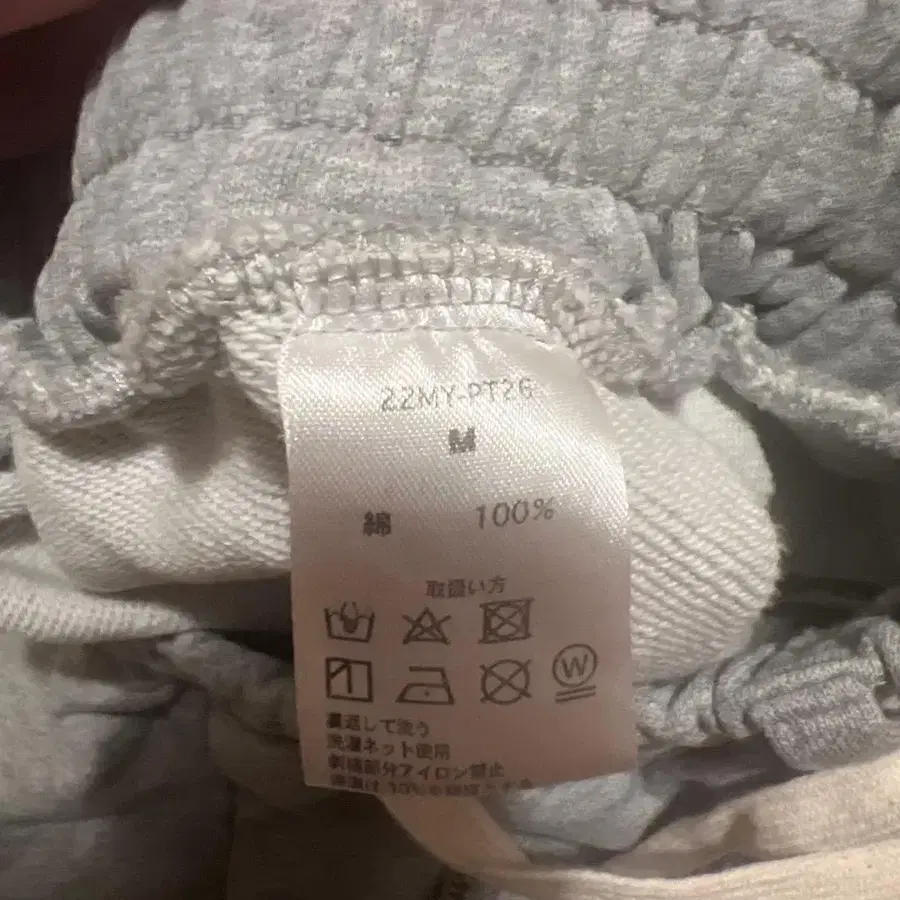 22MY-PT26
M
綿 100%
取扱い方
W
裏返して洗う
洗濯ネット使用
刺繍部分アイロン禁止